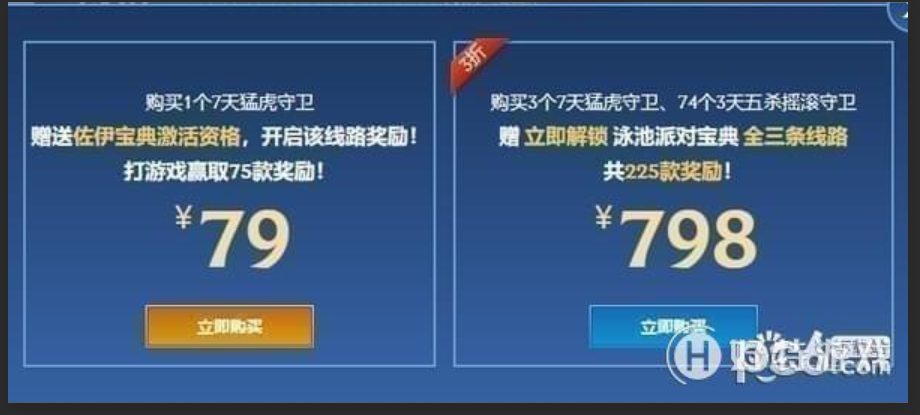 购买1个7天猛虎守卫
赠送佐伊宝典激活资格，开启该线路奖励！
打游戏赢取75款奖励！
¥79
立即购买
3折
购买3个7天猛虎守卫、74个3天五杀摇滚守卫
赠 立即解锁 泳池派对宝典 全三条线路
共225款奖励！
¥798
立即购买